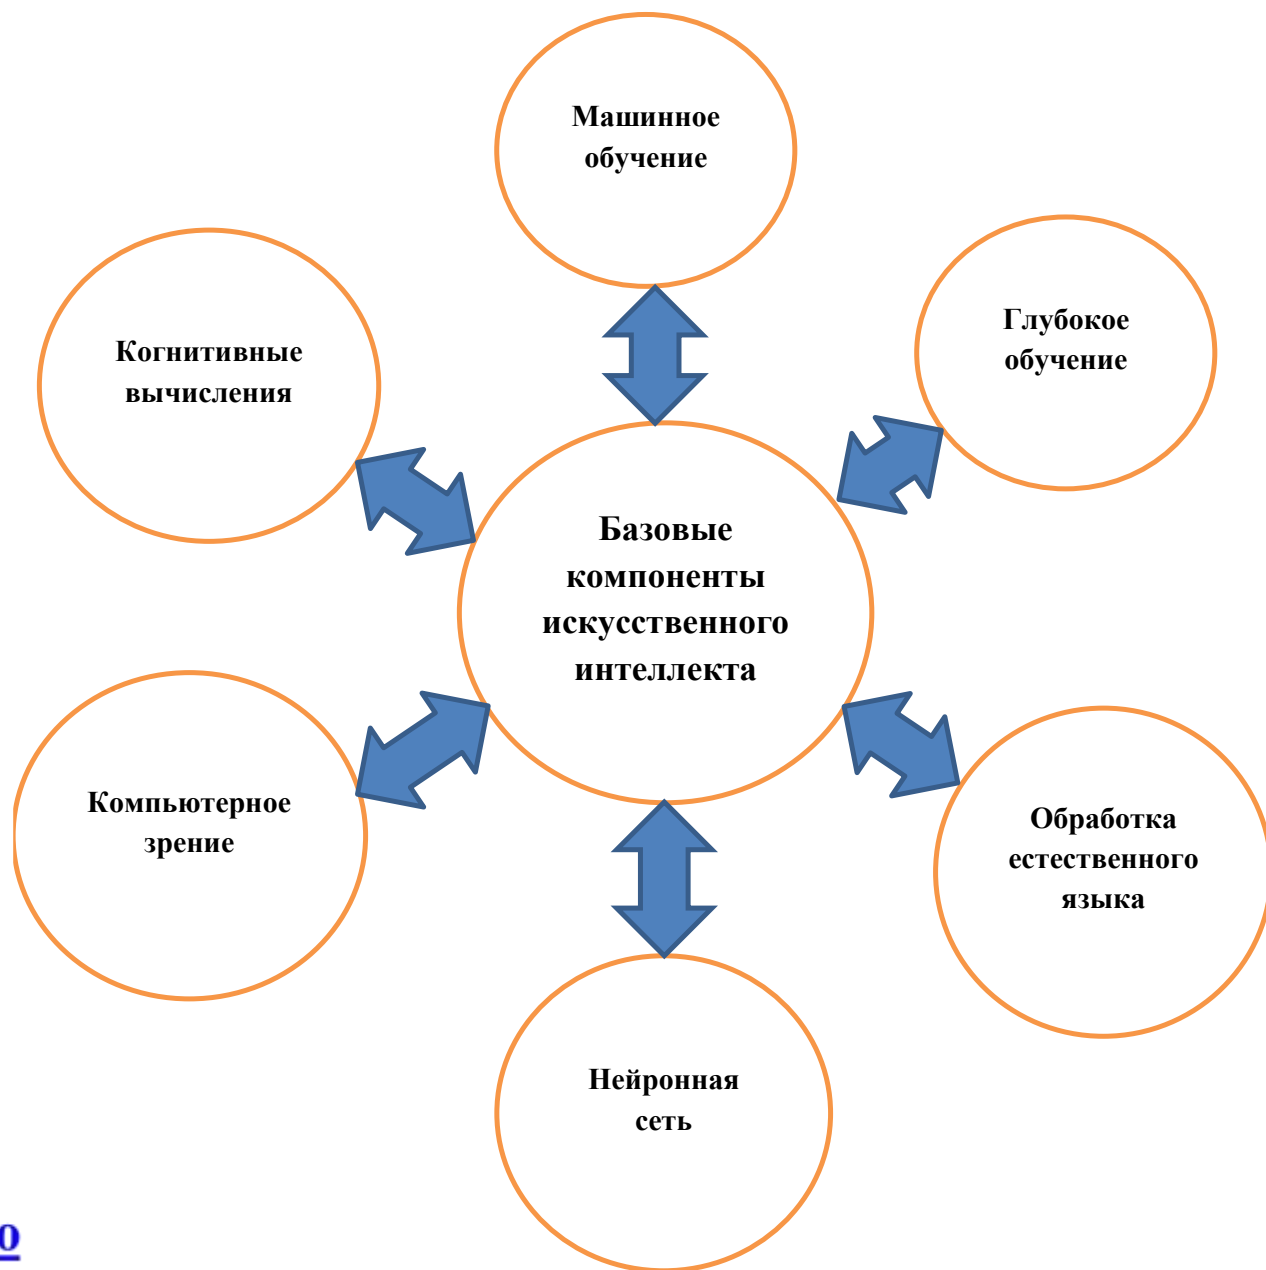 Машинное
обучение
Глубокое
обучение
Когнитивные
вычисления
Базовые
компоненты
искусственного
интеллекта
Компьютерное
зрение
Обработка
естественного
языка
Нейронная
сеть
о